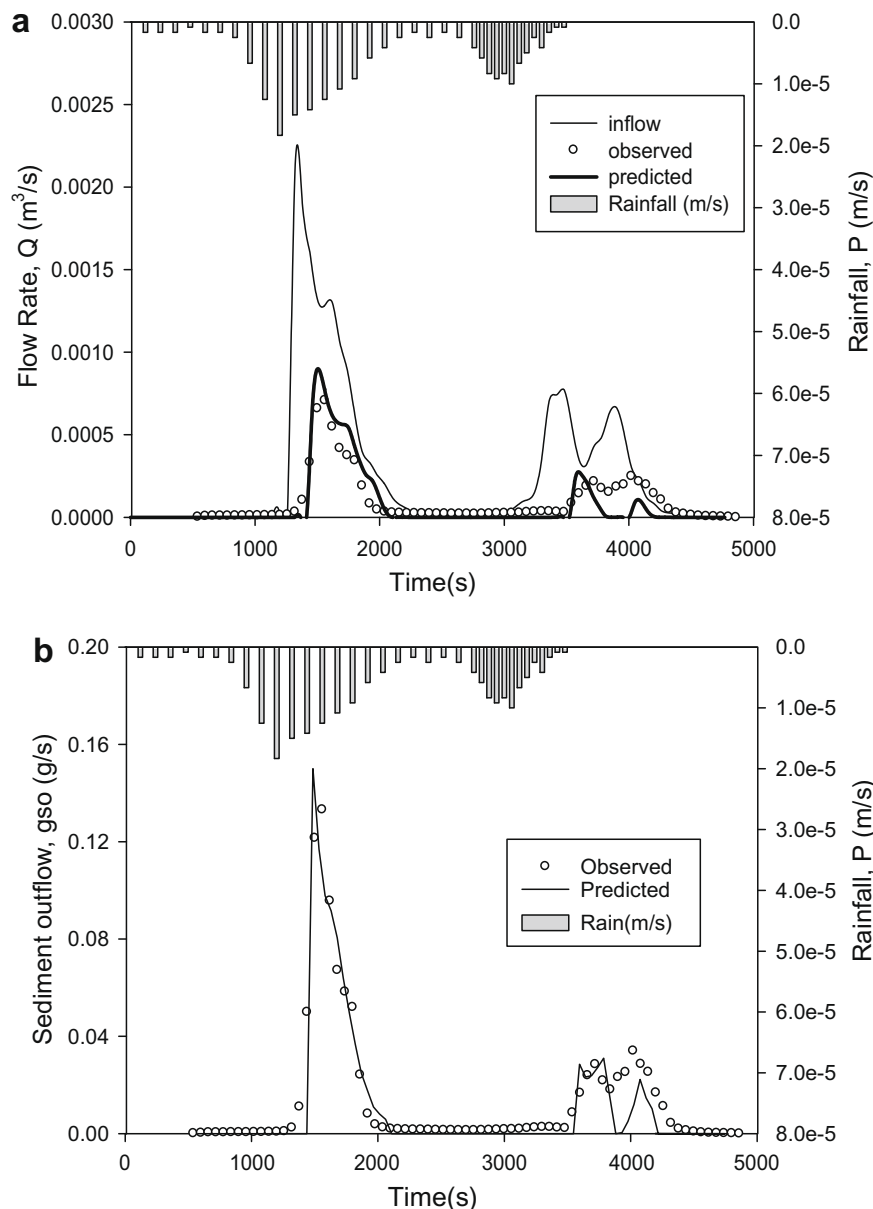 a
0.0030
0.0025
0.0020
0.0015
0.0010
0.0005
0.0000
Flow Rate, Q (m³/s)
0.0
1.0e-5
2.0e-5
3.0e-5
4.0e-5
5.0e-5
6.0e-5
7.0e-5
8.0e-5
Rainfall, P (m/s)
inflow
observed
predicted
Rainfall (m/s)
0 1000 2000 3000 4000 5000
Time(s)
b
0.20
0.16
0.12
0.08
0.04
0.00
Sediment outflow, gso (g/s)
0.0
1.0e-5
2.0e-5
3.0e-5
4.0e-5
5.0e-5
6.0e-5
7.0e-5
8.0e-5
Rainfall, P (m/s)
Observed
Predicted
Rain(m/s)
0 1000 2000 3000 4000 5000
Time(s)